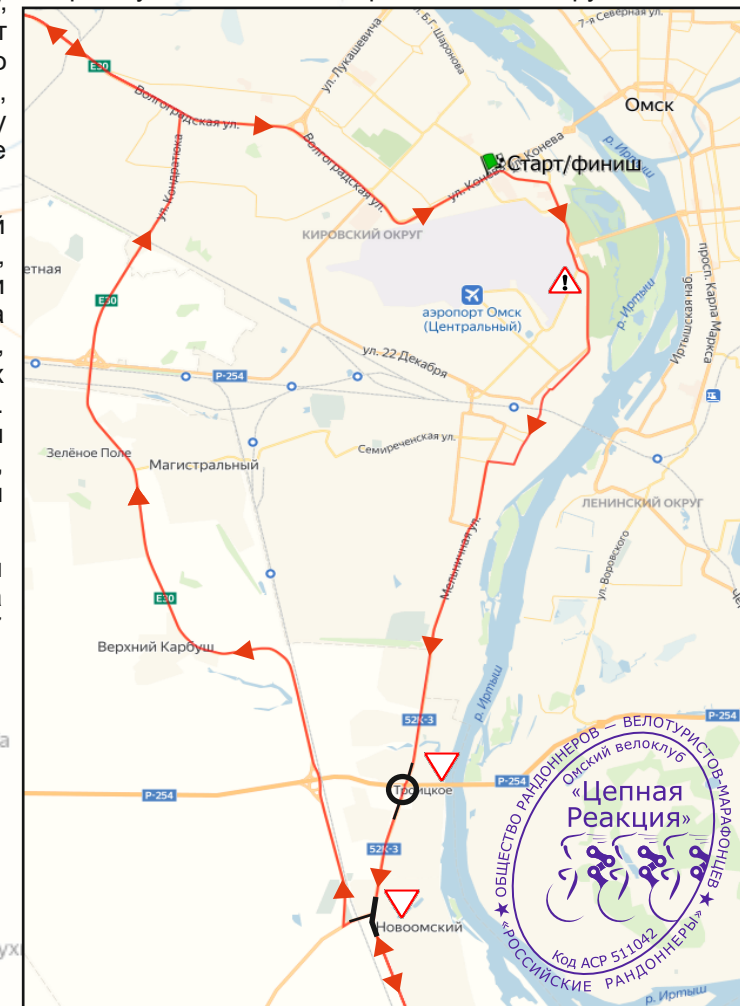 7-я Северная ул.
Б.Г. Шаронова
ул. Лукашевича
E30
Омск
Волгоградская ул.
р. Иртыш
Конева
Старт/финиш
ул. Конева
ул. Кондратюка
Волгоградская ул.
КИРОВСКИЙ ОКРУГ
просп. Карла Маркса
етная
р. Иртыш
Иртышская наб.
E30
аэропорт Омск
(Центральный)
ул. 22 Декабря
Р-254
Семиреченская ул.
Зелёное Поле
Магистральный
ЛЕНИНСКИЙ ОКРУГ
Мельничная ул.
ул. Воровского
E30
Верхний Карбуш
р. Иртыш
52К-3
Р-254
Р-254
Троицкое
Р-254
52К-3
Новоомский
р. Иртыш
ОБЩЕСТВО РАНДОННЕРОВ — ВЕЛОТУРИСТОВ-МАРАФОНЦЕВ
Омский велоклуб
«Цепная
Реакция»
Код АСР 511042
«РОССИЙСКИЕ РАНДОННЕРЫ»